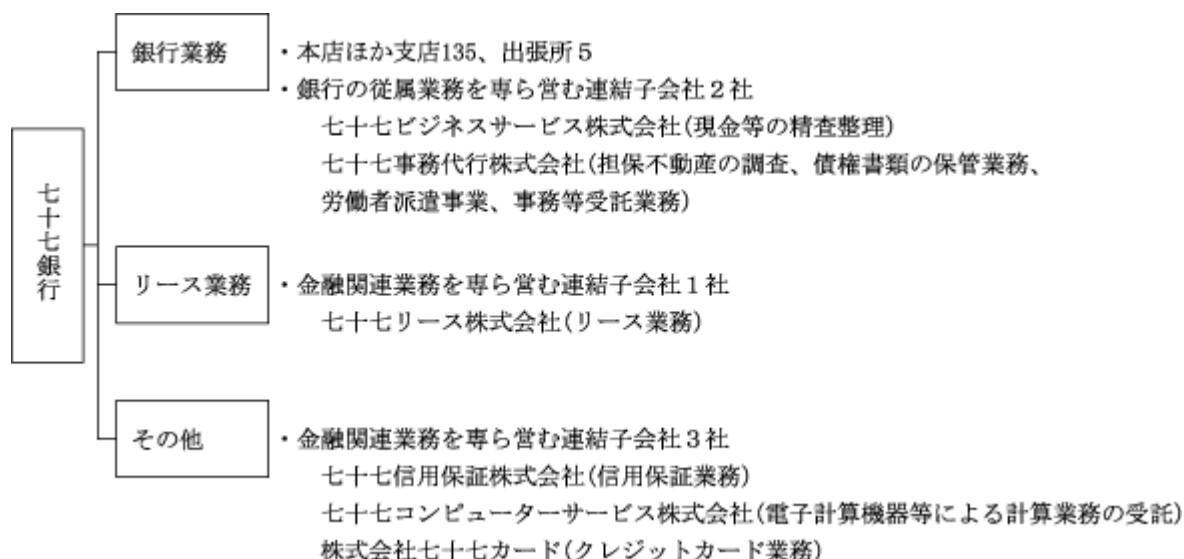 七十七銀行
銀行業務
・本店ほか支店135、出張所５
・銀行の従属業務を専ら営む連結子会社２社
七十七ビジネスサービス株式会社(現金等の精査整理)
七十七事務代行株式会社(担保不動産の調査、債権書類の保管業務、
労働者派遣事業、事務等受託業務)
リース業務
・金融関連業務を専ら営む連結子会社１社
七十七リース株式会社(リース業務)
その他
・金融関連業務を専ら営む連結子会社３社
七十七信用保証株式会社(信用保証業務)
七十七コンピューターサービス株式会社(電子計算機器等による計算業務の受託)
株式会社七十七カード(クレジットカード業務)